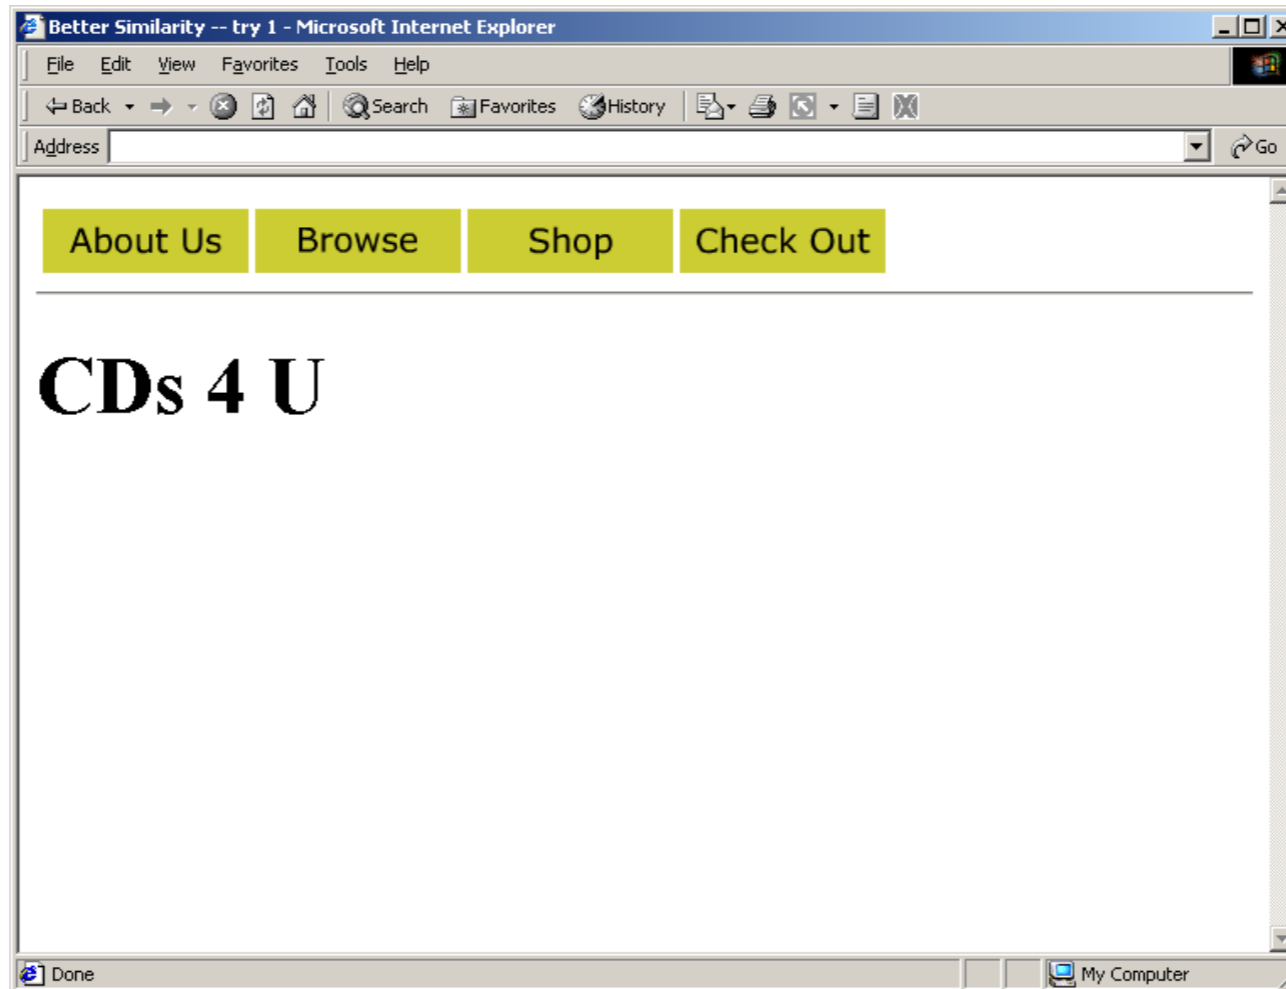 Better Similarity -- try 1 - Microsoft Internet Explorer
File Edit View Favorites Tools Help
Back Search Favorites History
Address Go
About Us Browse Shop Check Out
CDs 4 U
Done My Computer